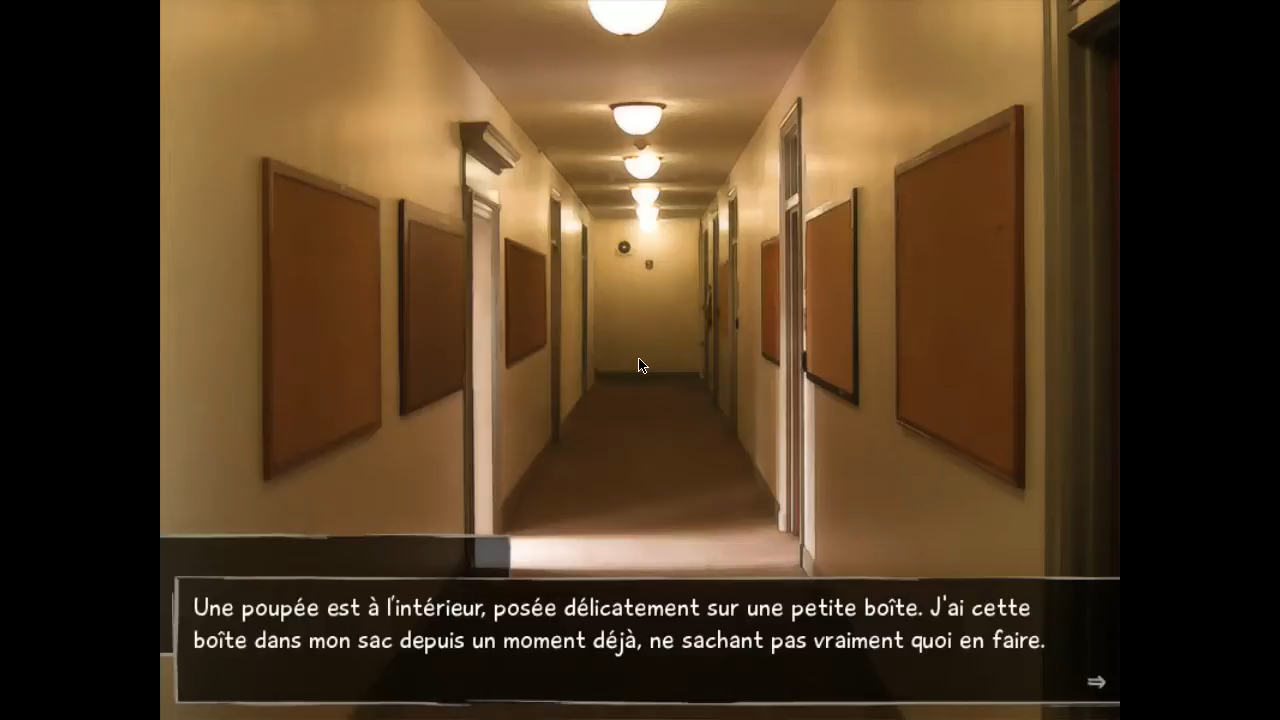 Une poupée est à l'intérieur, posée délicatement sur une petite boîte. J'ai cette
boîte dans mon sac depuis un moment déjà, ne sachant pas vraiment quoi en faire.